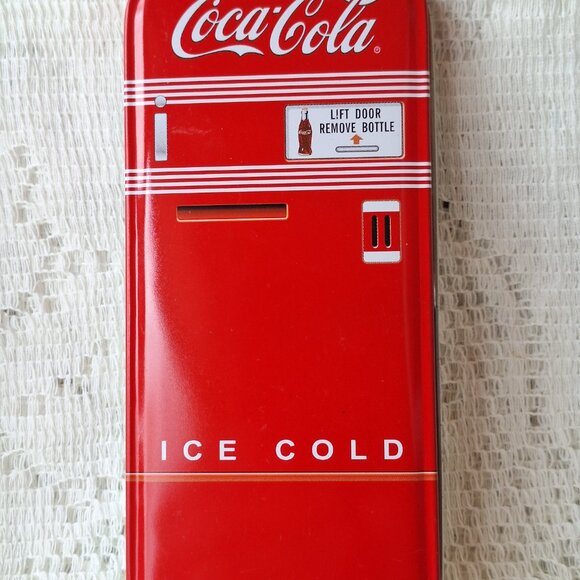 Coca-Cola
®
LIFT DOOR
REMOVE BOTTLE
ICE COLD